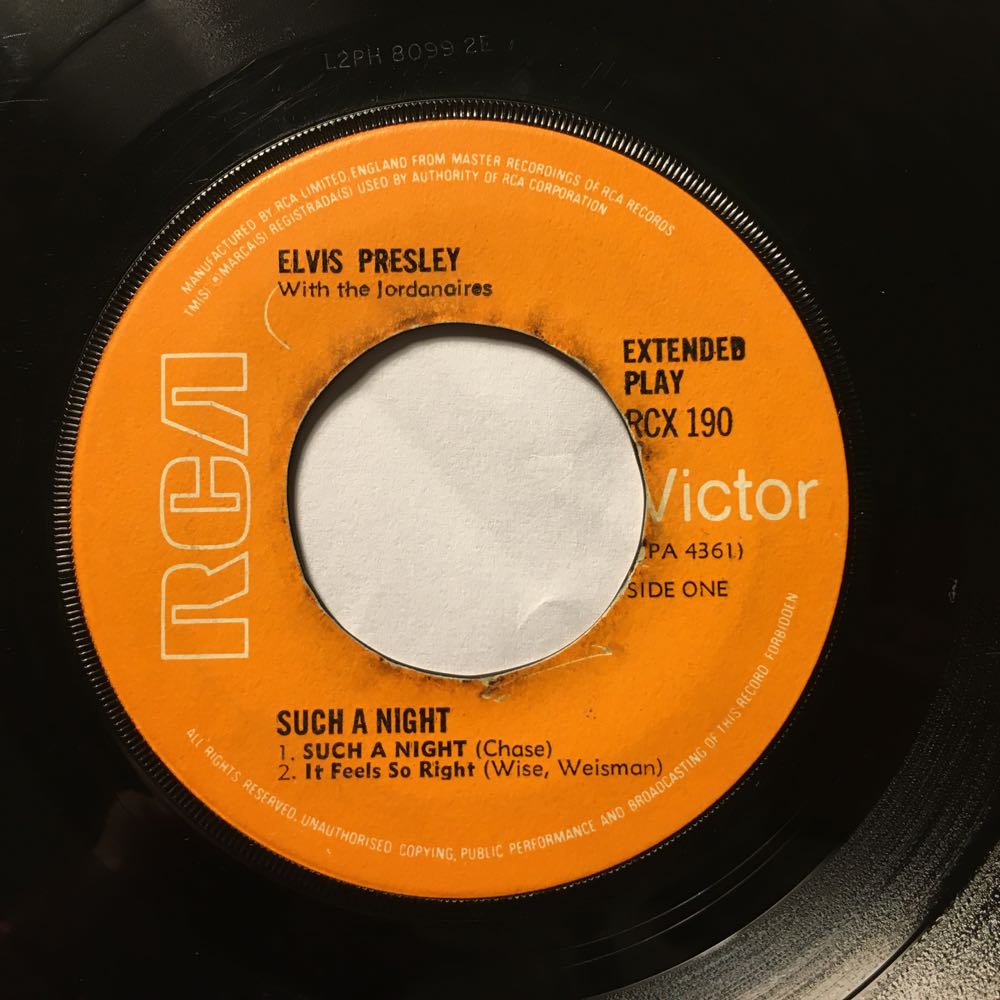 L2PH 8099 2E
MANUFACTURED BY RCA LIMITED, ENGLAND FROM MASTER RECORDINGS OF RCA RECORDS
TM(S) ® MARCA(S) REGISTRADA(S) USED BY AUTHORITY OF RCA CORPORATION
ELVIS PRESLEY
With the Jordanaires
EXTENDED
PLAY
RCX 190
RCA
Victor
PA 4361)
SIDE ONE
SUCH A NIGHT
1. SUCH A NIGHT (Chase)
2. It Feels So Right (Wise, Weisman)
ALL RIGHTS RESERVED. UNAUTHORISED COPYING, PUBLIC PERFORMANCE AND BROADCASTING OF THIS RECORD FORBIDDEN